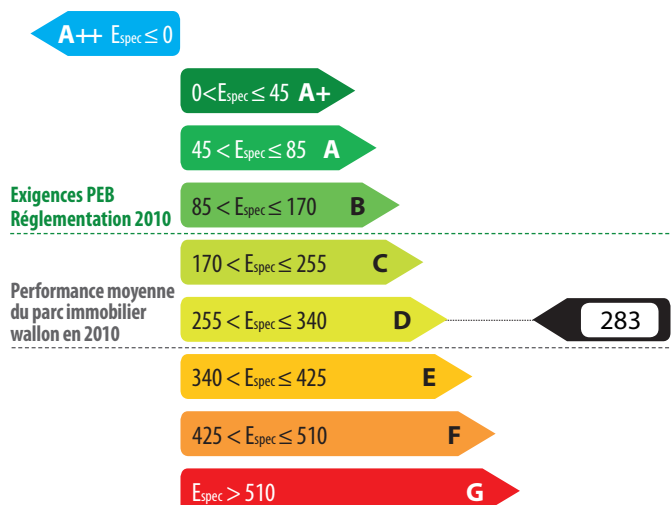 A++ Espec ≤ 0
0<Espec ≤ 45 A+
45 < Espec ≤ 85 A
Exigences PEB
Réglementation 2010
85 < Espec ≤ 170 B
170 < Espec ≤ 255 C
Performance moyenne
du parc immobilier
wallon en 2010
255 < Espec ≤ 340 D
283
340 < Espec ≤ 425 E
425 < Espec ≤ 510 F
Espec > 510 G